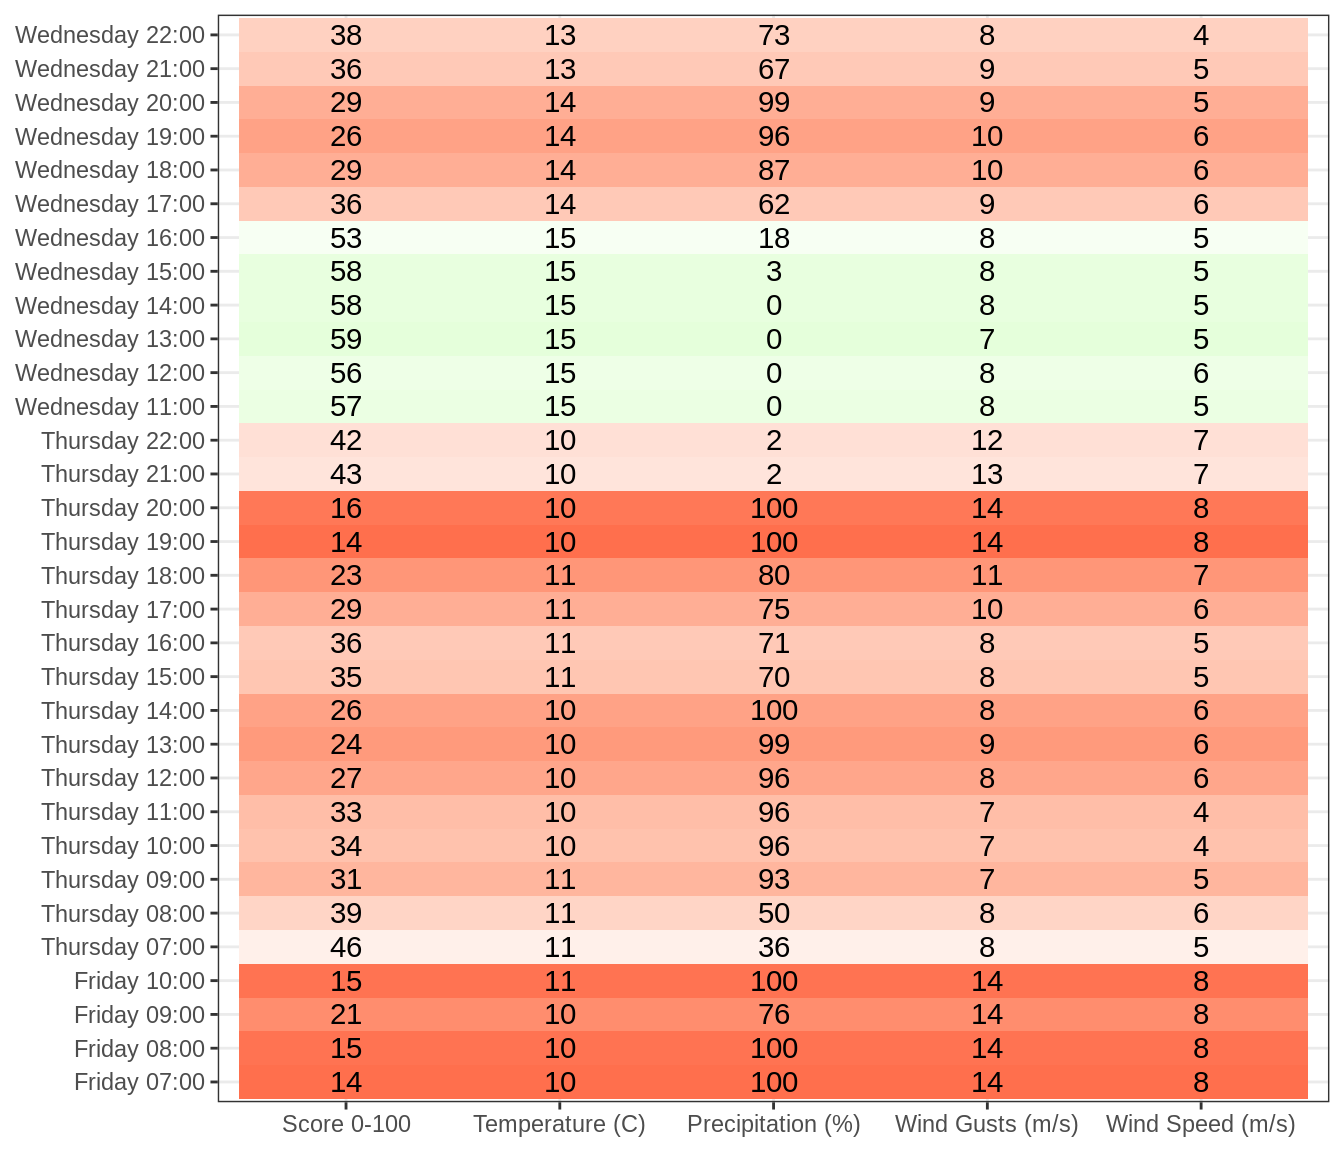 Wednesday 22:00 38 13 73 8 4
Wednesday 21:00 36 13 67 9 5
Wednesday 20:00 29 14 99 9 5
Wednesday 19:00 26 14 96 10 6
Wednesday 18:00 29 14 87 10 6
Wednesday 17:00 36 14 62 9 6
Wednesday 16:00 53 15 18 8 5
Wednesday 15:00 58 15 3 8 5
Wednesday 14:00 58 15 0 8 5
Wednesday 13:00 59 15 0 7 5
Wednesday 12:00 56 15 0 8 6
Wednesday 11:00 57 15 0 8 5
Thursday 22:00 42 10 2 12 7
Thursday 21:00 43 10 2 13 7
Thursday 20:00 16 10 100 14 8
Thursday 19:00 14 10 100 14 8
Thursday 18:00 23 11 80 11 7
Thursday 17:00 29 11 75 10 6
Thursday 16:00 36 11 71 8 5
Thursday 15:00 35 11 70 8 5
Thursday 14:00 26 10 100 8 6
Thursday 13:00 24 10 99 9 6
Thursday 12:00 27 10 96 8 6
Thursday 11:00 33 10 96 7 4
Thursday 10:00 34 10 96 7 4
Thursday 09:00 31 11 93 7 5
Thursday 08:00 39 11 50 8 6
Thursday 07:00 46 11 36 8 5
Friday 10:00 15 11 100 14 8
Friday 09:00 21 10 76 14 8
Friday 08:00 15 10 100 14 8
Friday 07:00 14 10 100 14 8
Score 0-100 Temperature (C) Precipitation (%) Wind Gusts (m/s) Wind Speed (m/s)